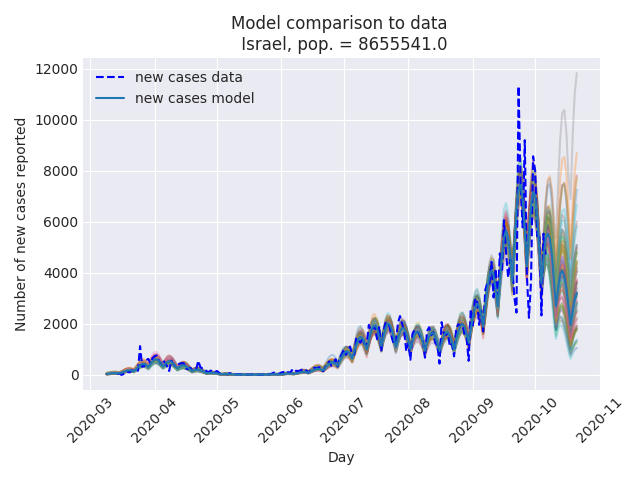 Model comparison to data
Israel, pop. = 8655541.0
new cases data
new cases model
12000
10000
8000
6000
4000
2000
0
Number of new cases reported
2020-03
2020-04
2020-05
2020-06
2020-07
2020-08
2020-09
2020-10
2020-11
Day